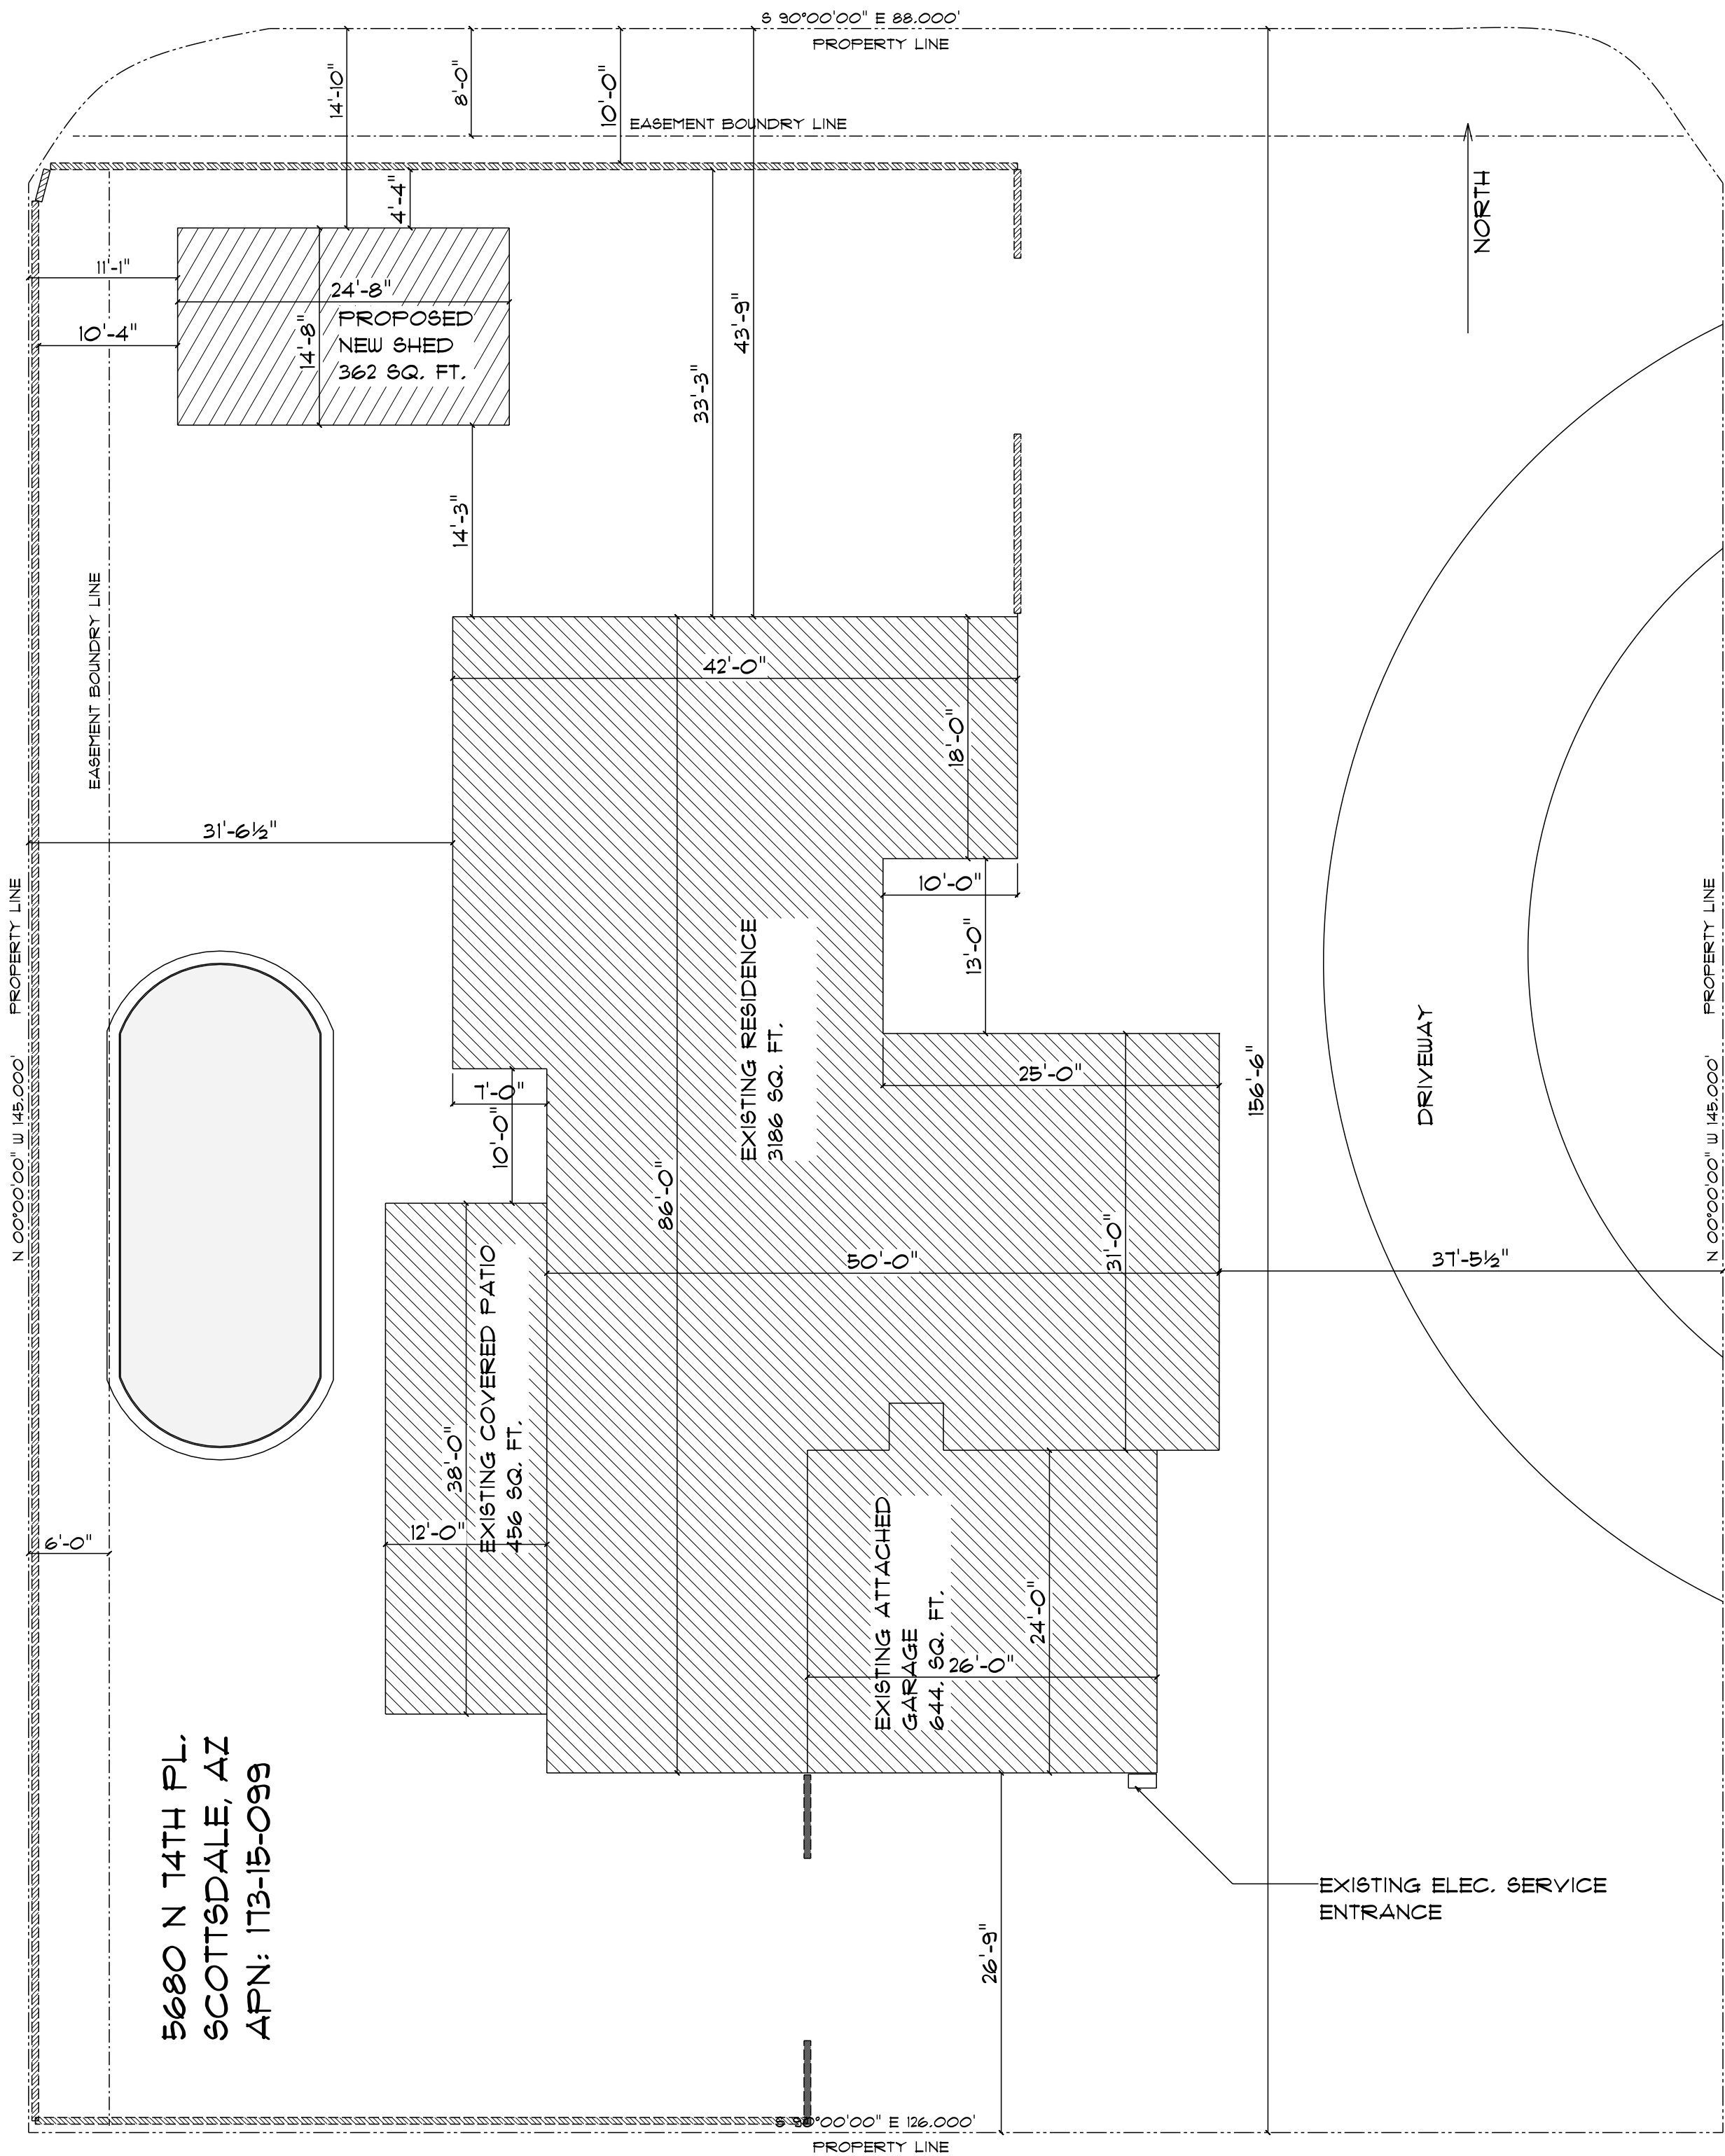 S 90°00'00" E 88.000'
PROPERTY LINE
14'-10"
8'-0"
10'-0"
EASEMENT BOUNDRY LINE
NORTH
4'-4"
11'-1"
24'-8"
10'-4"
14'-8"
PROPOSED
NEW SHED
362 SQ. FT.
43'-9"
33'-3"
14'-3"
EASEMENT BOUNDRY LINE
42'-0"
18'-0"
31'-6½"
10'-0"
13'-0"
PROPERTY LINE
N 00°00'00" W 145.000'
EXISTING RESIDENCE
3186 SQ. FT.
25'-0"
7'-0"
10'-0"
86'-0"
156'-6"
DRIVEWAY
PROPERTY LINE
N 00°00'00" W 145.000'
50'-0"
31'-0"
37'-5½"
EXISTING COVERED PATIO
456 SQ. FT.
38'-0"
12'-0"
6'-0"
EXISTING ATTACHED
GARAGE
644. SQ. FT.
24'-0"
26'-0"
5680 N 74TH PL.
SCOTTSDALE, AZ
APN: 173-15-099
26'-9"
EXISTING ELEC. SERVICE
ENTRANCE
S 90°00'00" E 126.000'
PROPERTY LINE